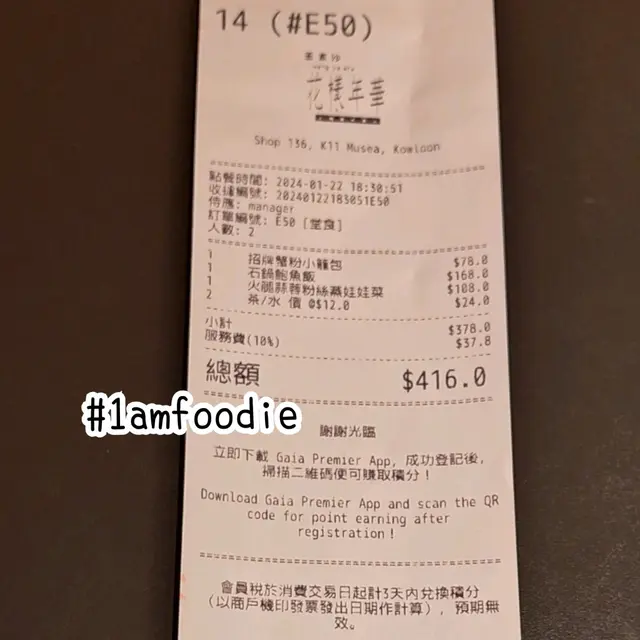 14 (#E50)
花樣年華
Shop 136, K11 Musea, Kowloon
點餐時間: 2024-01-22 18:30:51
收據編號: 20240122183051E50
侍應: manager
訂單編號: E50 [堂食]
人數: 2
1 招牌蟹粉小籠包 $78.0
1 石鍋鮑魚飯 $168.0
1 火腿蒜蓉粉絲蒸娃娃菜 $108.0
2 茶/水 價 @$12.0 $24.0
小計 $378.0
服務費(10%) $37.8
總額 $416.0
#1amfoodie
謝謝光臨
立即下載 Gaia Premier App, 成功登記後,
掃描二維碼便可賺取積分!
Download Gaia Premier App and scan the QR
code for point earning after
registration!
會員稅於消費交易日起計3天內兌換積分
(以商戶機印發票發出日期作計算), 預期無
效。